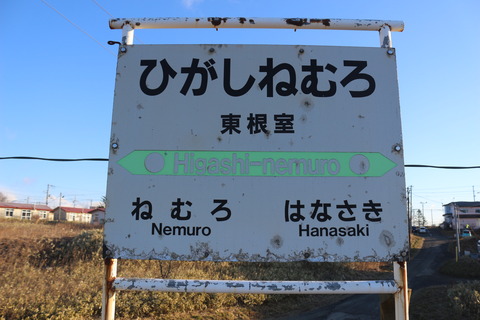 ひがしねむろ
東根室
Higashi-nemuro
ねむろ はなさき
Nemuro Hanasaki